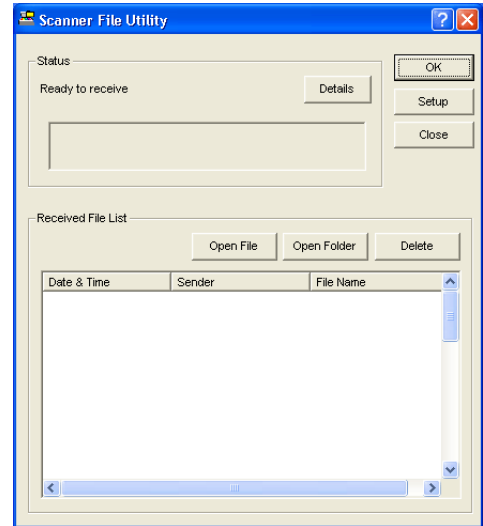 Scanner File Utility
Status
Ready to receive
Details
OK
Setup
Close
Received File List
Open File Open Folder Delete
Date & Time Sender File Name